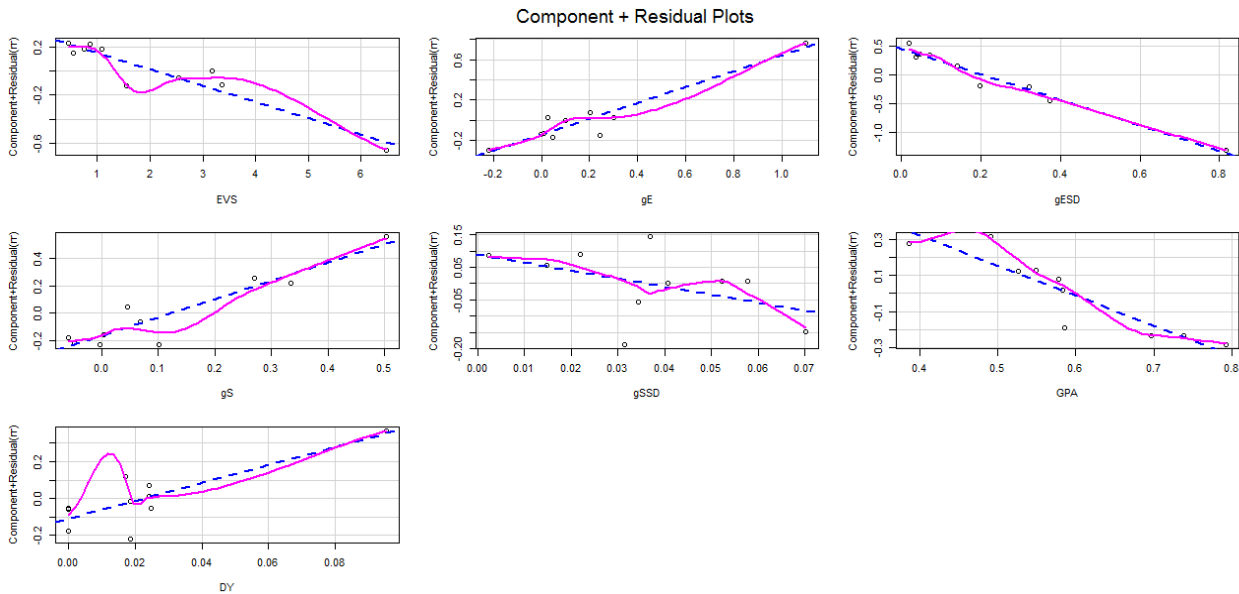 Component + Residual Plots
Component+Residual(rr)
0.2
-0.2
-0.6
1 2 3 4 5 6
EVS
Component+Residual(rr)
0.6
0.2
-0.2
-0.2 0.0 0.2 0.4 0.6 0.8 1.0
gE
Component+Residual(rr)
0.5
0.0
-0.5
-1.0
0.0 0.2 0.4 0.6 0.8
gESD
Component+Residual(rr)
0.4
0.2
0.0
-0.2
0.0 0.1 0.2 0.3 0.4 0.5
gS
Component+Residual(rr)
0.15
0.05
-0.05
-0.20
0.00 0.01 0.02 0.03 0.04 0.05 0.06 0.07
gSSD
Component+Residual(rr)
0.3
0.1
-0.1
-0.3
0.4 0.5 0.6 0.7 0.8
GPA
Component+Residual(rr)
0.2
0.0
-0.2
0.00 0.02 0.04 0.06 0.08
DY